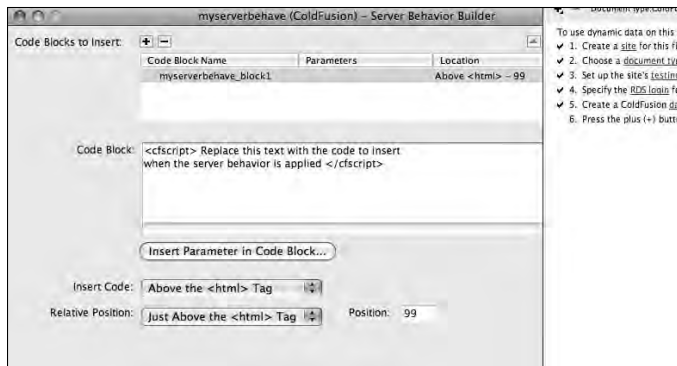 myserverbehave (ColdFusion) – Server Behavior Builder
Code Blocks to Insert:
Code Block Name Parameters Location
myserverbehave_block1 Above <html> – 99
Code Block: <cfscript> Replace this text with the code to insert
when the server behavior is applied </cfscript>
Insert Parameter in Code Block...
Insert Code: Above the <html> Tag
Relative Position: Just Above the <html> Tag Position: 99
To use dynamic data on this
1. Create a site for this
2. Choose a document
3. Set up the site's
4. Specify the RDS login
5. Create a ColdFusion
6. Press the plus (+)